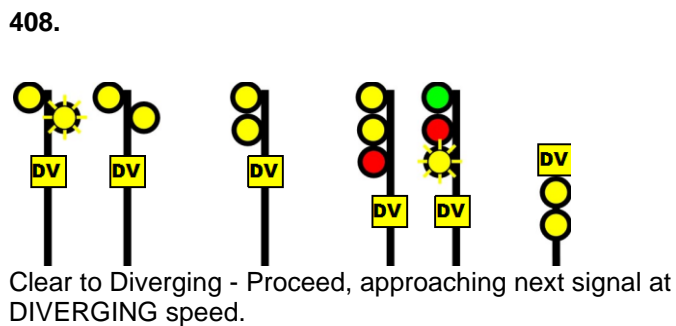 408.
DV DV DV DV DV DV
Clear to Diverging - Proceed, approaching next signal at
DIVERGING speed.